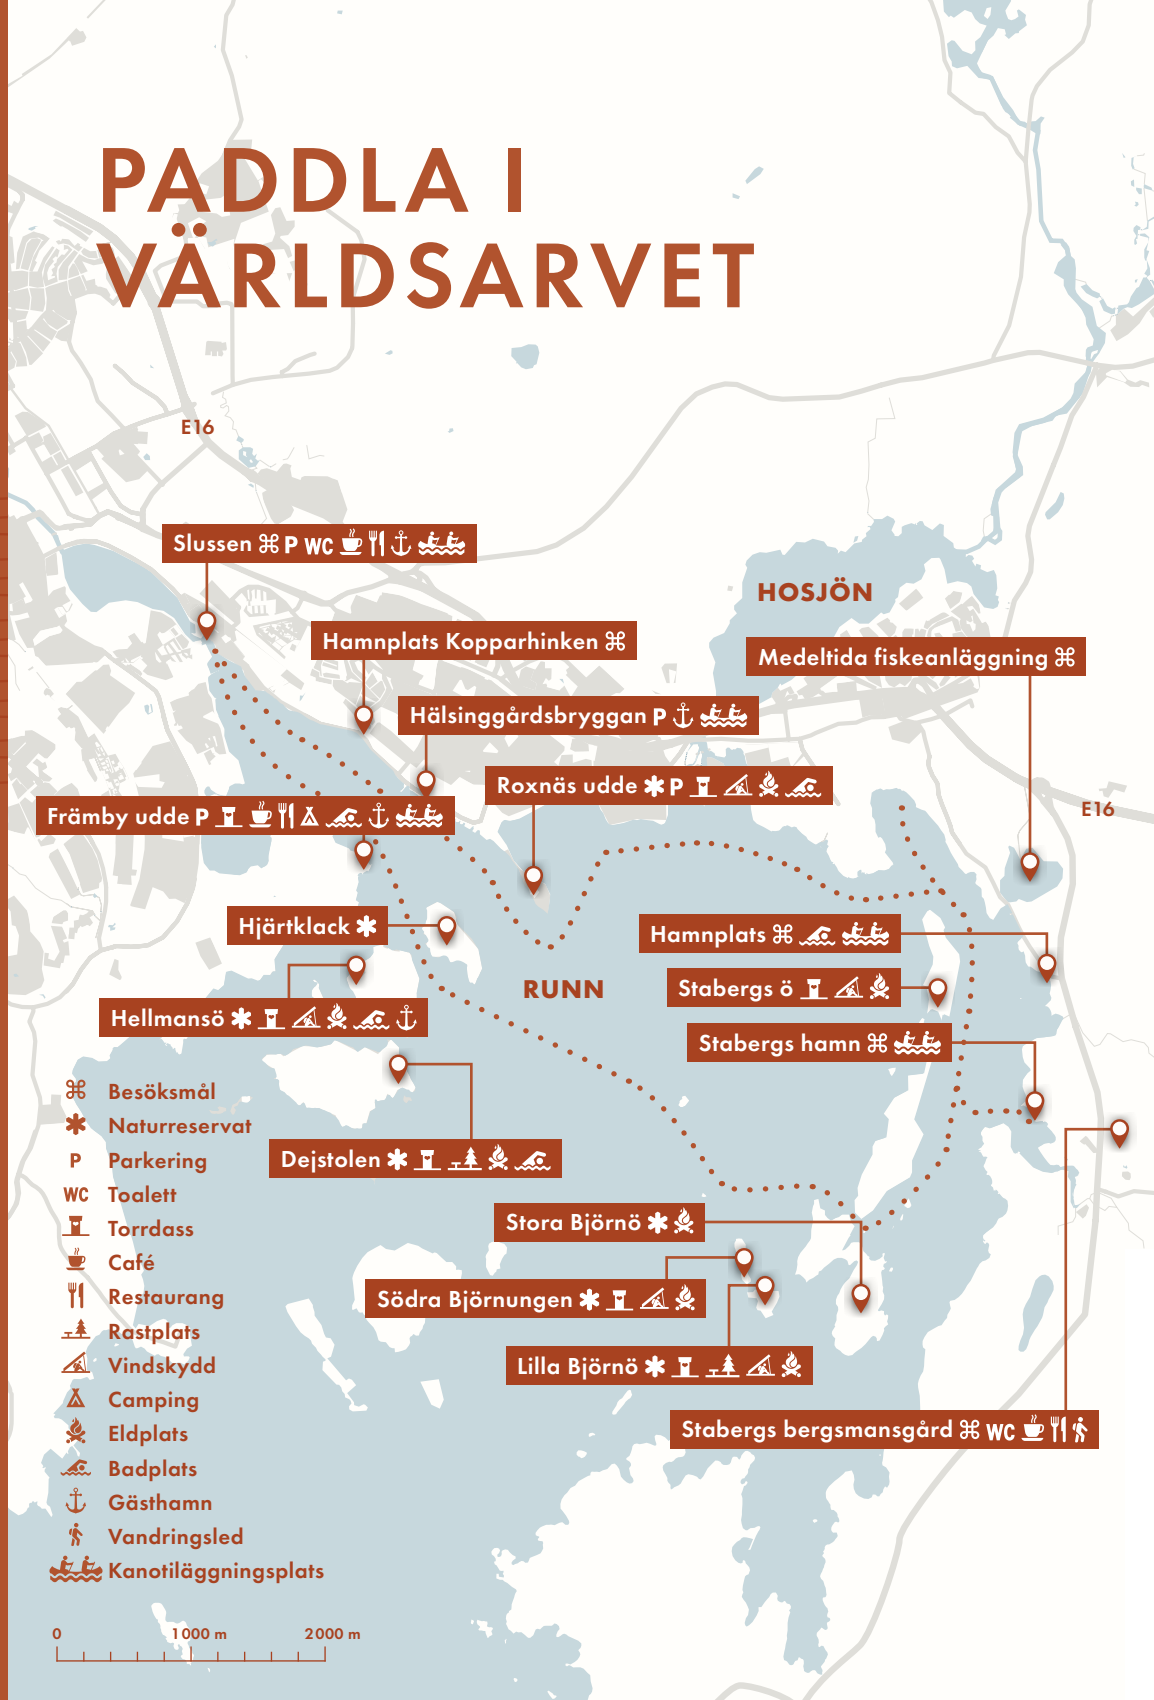 PADDLA I
VÄRLDSARVET
E16
Slussen ⌘ P WC
HOSJÖN
Hamnplats Kopparhinken ⌘
Medeltida fiskeanläggning ⌘
Hälsinggårdsbryggan P
Roxnäs udde P
E16
Främby udde P
Hjärtklack
Hamnplats ⌘
RUNN
Stabergs ö
Hellmansö
Stabergs hamn ⌘
Dejstolen
Stora Björnö
Södra Björnungen
Lilla Björnö
Stabergs bergsmansgård ⌘ WC
⌘ Besöksmål
Naturreservat
P Parkering
WC Toalett
Torrdass
Café
Restaurang
Rastplats
Vindskydd
Camping
Eldplats
Badplats
Gästhamn
Vandringsled
Kanotiläggningsplats
0 1000 m 2000 m